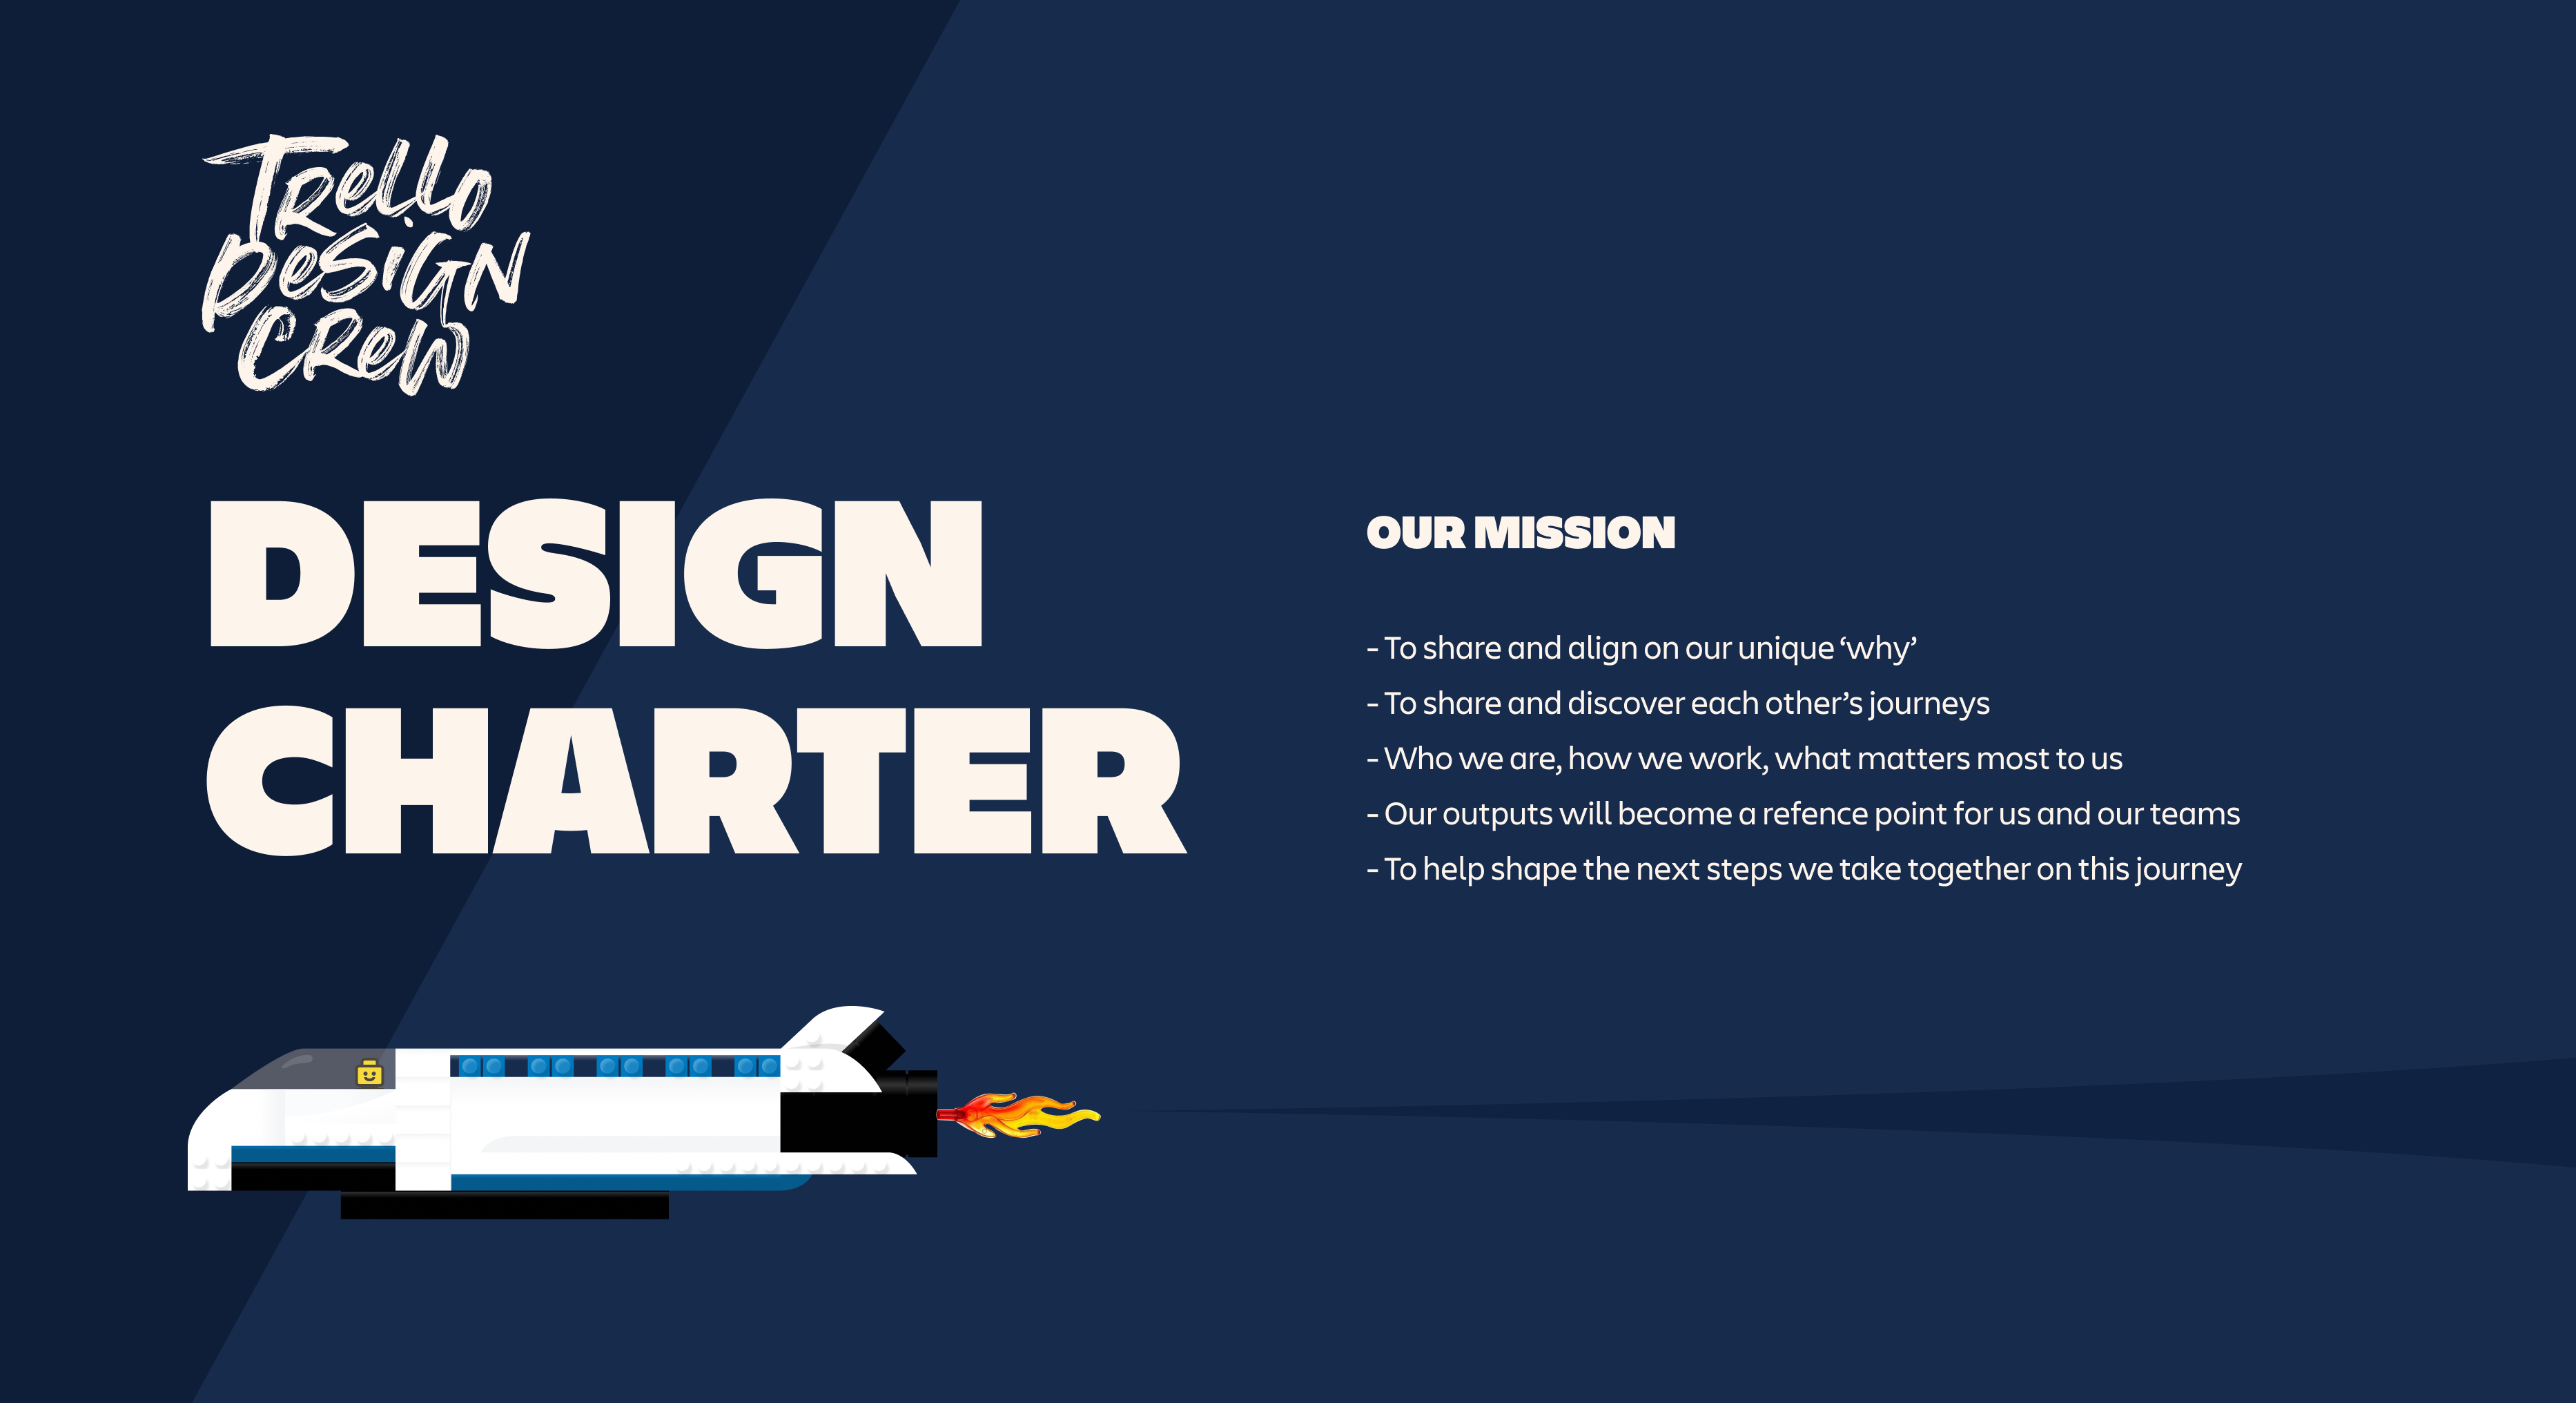 Trello
Design
Crew
DESIGN
CHARTER
OUR MISSION
- To share and align on our unique ‘why’
- To share and discover each other’s journeys
- Who we are, how we work, what matters most to us
- Our outputs will become a refence point for us and our teams
- To help shape the next steps we take together on this journey